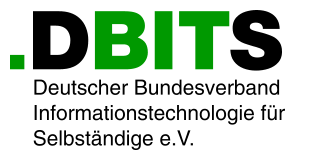 .DBITS
Deutscher Bundesverband
Informationstechnologie für
Selbständige e.V.